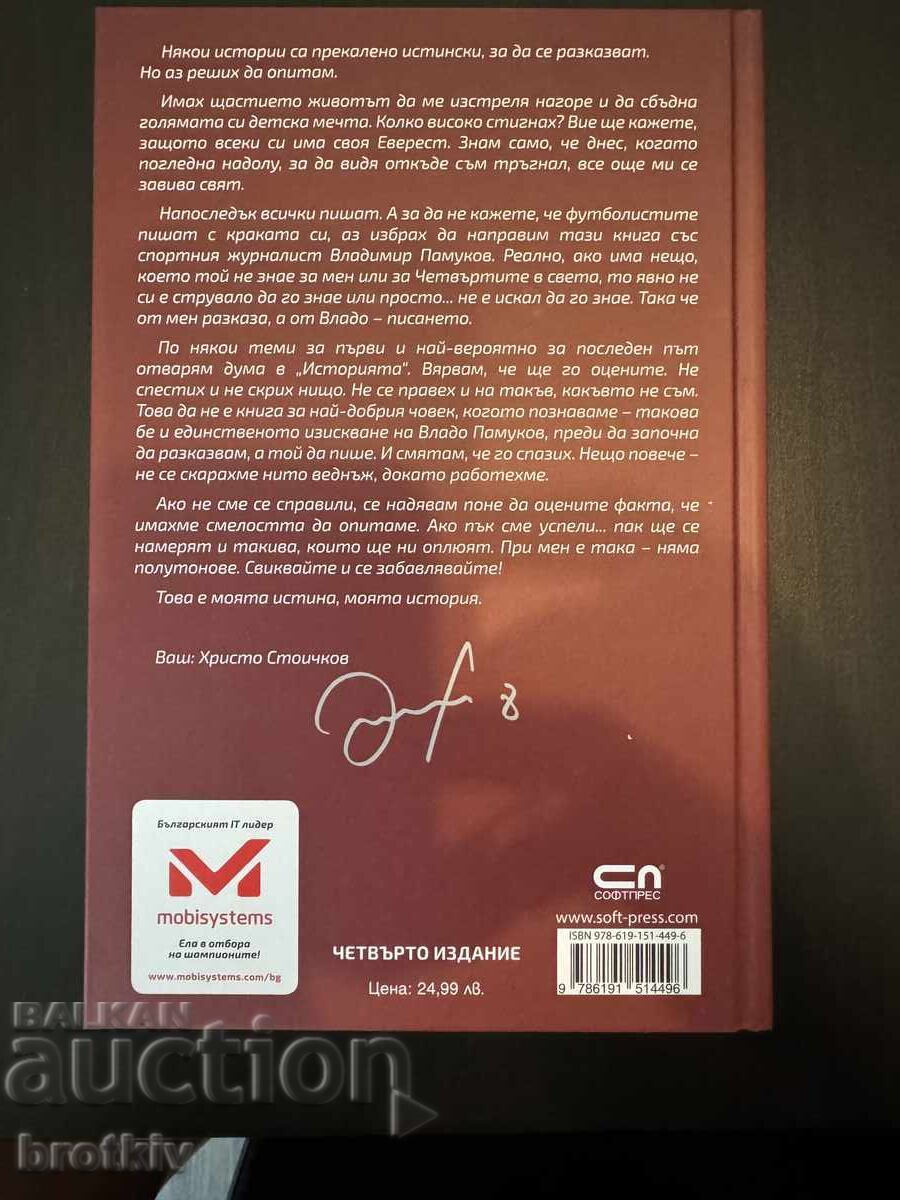 Някои истории са прекалено истински, за да се разказват.
Но аз реших да опитам.
Имах щастието животът да ме изстреля нагоре и да сбъдна
голямата си детска мечта. Колко високо стигнах? Вие ще кажете,
защото всеки си има своя Еверест. Знам само, че днес, когато
погледна надолу, за да видя откъде съм тръгнал, все още ми се
завива свят.
Напоследък всички пишат. А за да не кажете, че футболистите
пишат с краката си, аз избрах да направим тази книга със
спортния журналист Владимир Памуков. Реално, ако има нещо,
което той не знае за мен или за Четвъртите в света, то явно не
си е струвало да го знае или просто... не е искал да го знае. Така че
от мен разказа, а от Владо – писането.
По някои теми за първи и най-вероятно за последен път
отварям дума в „Историята“. Вярвам, че ще го оцените. Не
спестих и не скрих нищо. Не се правех и на такъв, какъвто не съм.
Това да не е книга за най-добрия човек, когото познаваме – такова
бе и единственото изискване на Владо Памуков, преди да започна
да разказвам, а той да пише. И смятам, че го спазих. Нещо повече –
не се скарахме нито веднъж, докато работехме.
Ако не сме се справили, се надявам поне да оцените факта, че
имахме смелостта да опитаме. Ако пък сме успели... пак ще се
намерят и такива, които ще ни оплюят. При мен е така – няма
полутонове. Свиквайте и се забавлявайте!
Това е моята истина, моята история.
Ваш: Христо Стоичков
8
Българският IT лидер
mobisystems
Ела в отбора
на шампионите!
www.mobisystems.com/bg
ЧЕТВЪРТО ИЗДАНИЕ
Цена: 24,99 лв.
СОФТПРЕС
www.soft-press.com
ISBN 978-619-151-449-6
9 786191 514496
BALKAN
auction
brotkiv